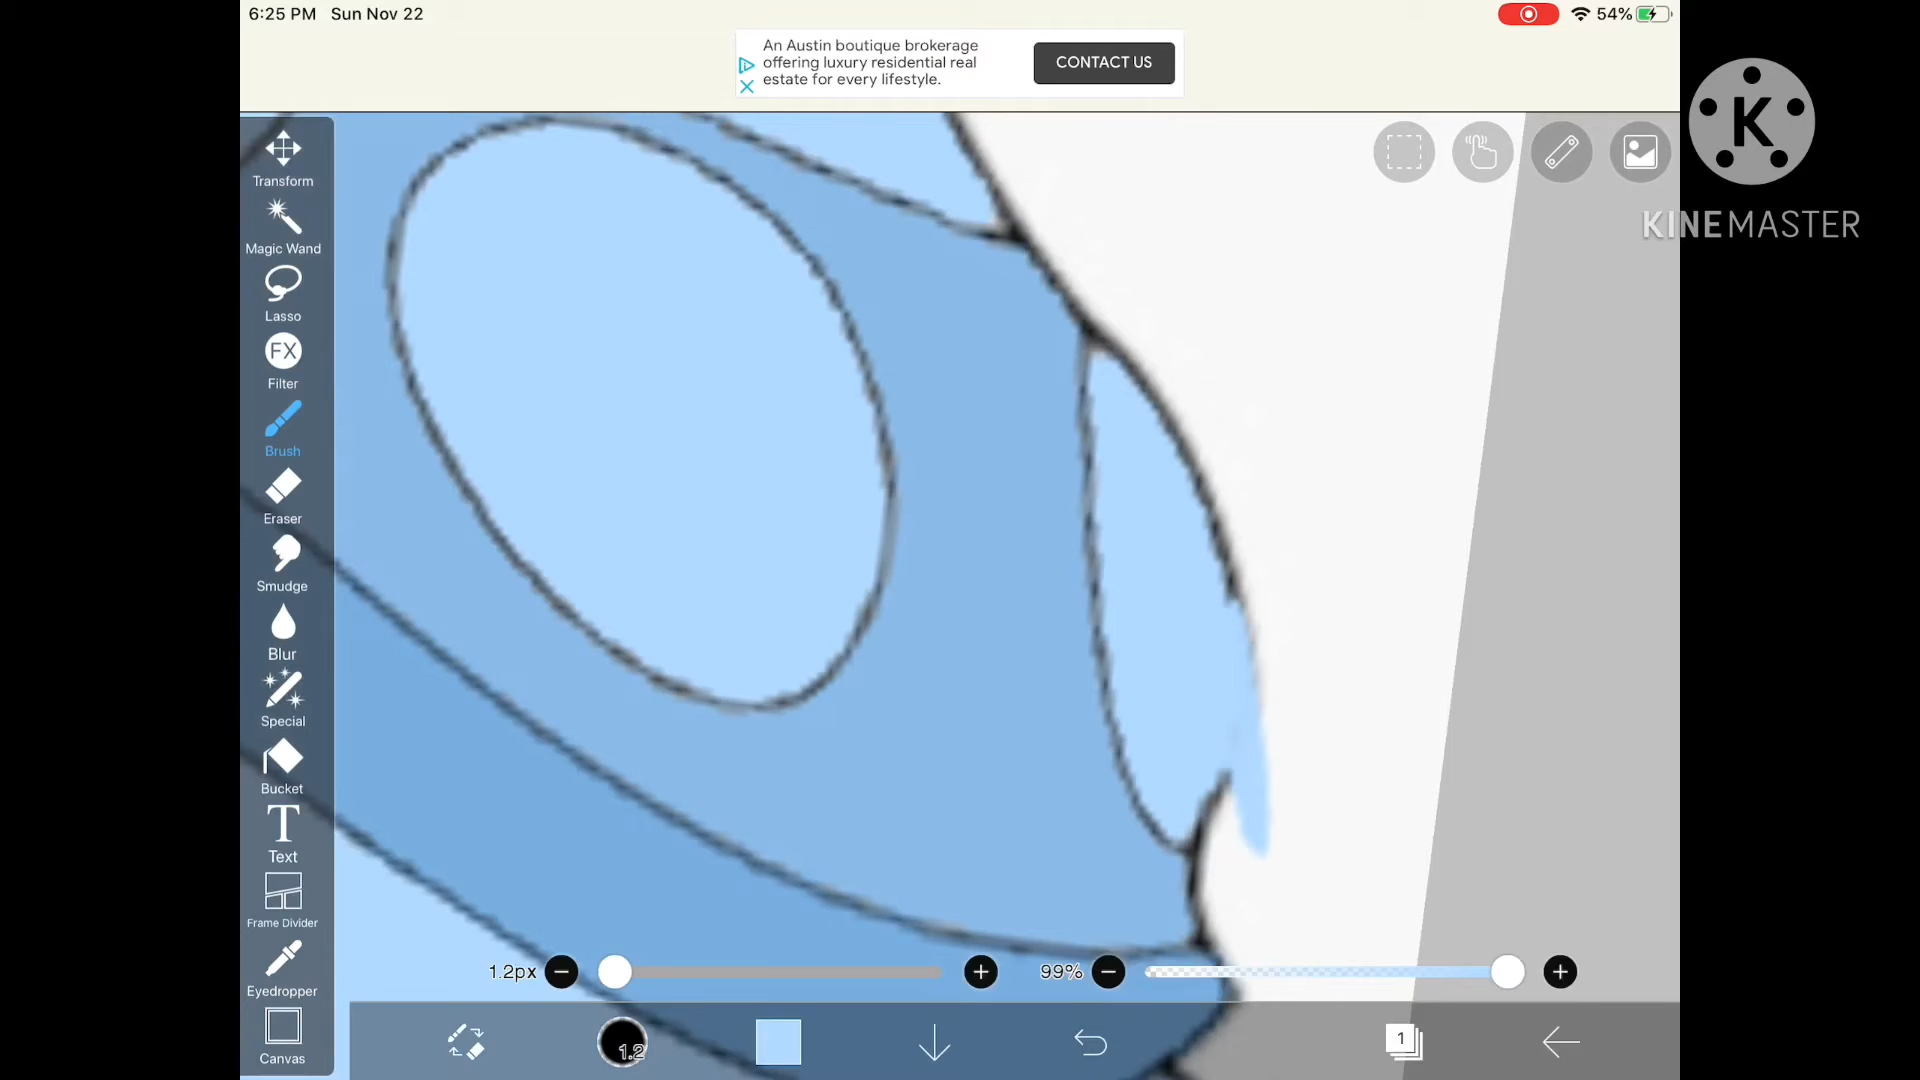 6:25 PM Sun Nov 22
54%
An Austin boutique brokerage
offering luxury residential real
estate for every lifestyle.
CONTACT US
K
KINEMASTER
Transform
Magic Wand
Lasso
FX
Filter
Brush
Eraser
Smudge
Blur
Special
Bucket
T
Text
Frame Divider
Eyedropper
Canvas
1.2px
99%
1.2
1